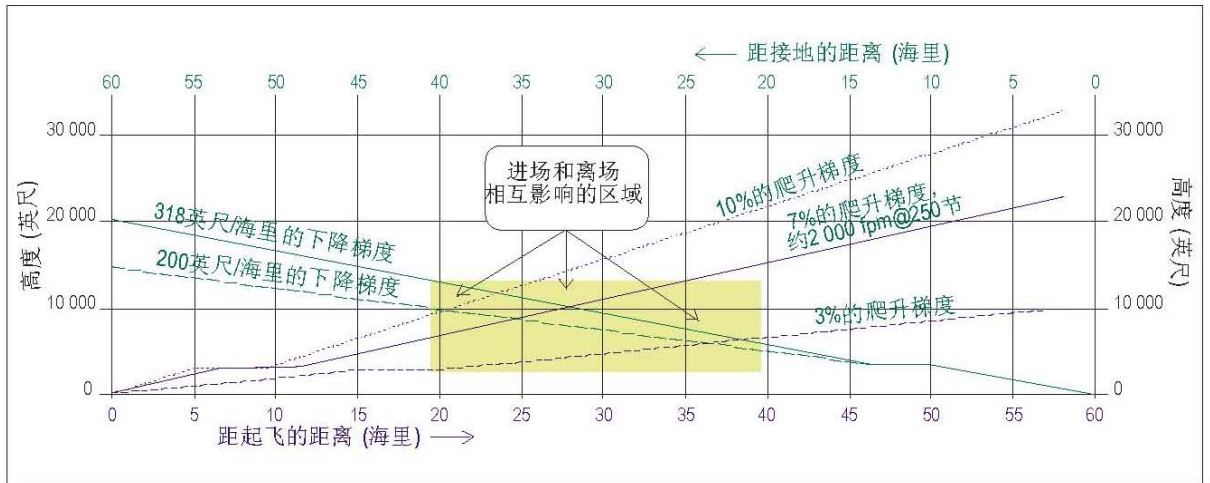 距接地的距离 (海里)
60 55 50 45 40 35 30 25 20 15 10 5 0
30 000
20 000
10 000
0
高度 (英尺)
进场和离场
相互影响的区域
318英尺/海里的下降梯度
200英尺/海里的下降梯度
10%的爬升梯度
7%的爬升梯度,
约2 000 fpm@250节
3%的爬升梯度
30 000
20 000
10 000
0
高度 (英尺)
0 5 10 15 20 25 30 35 40 45 50 55 60
距起飞的距离 (海里)